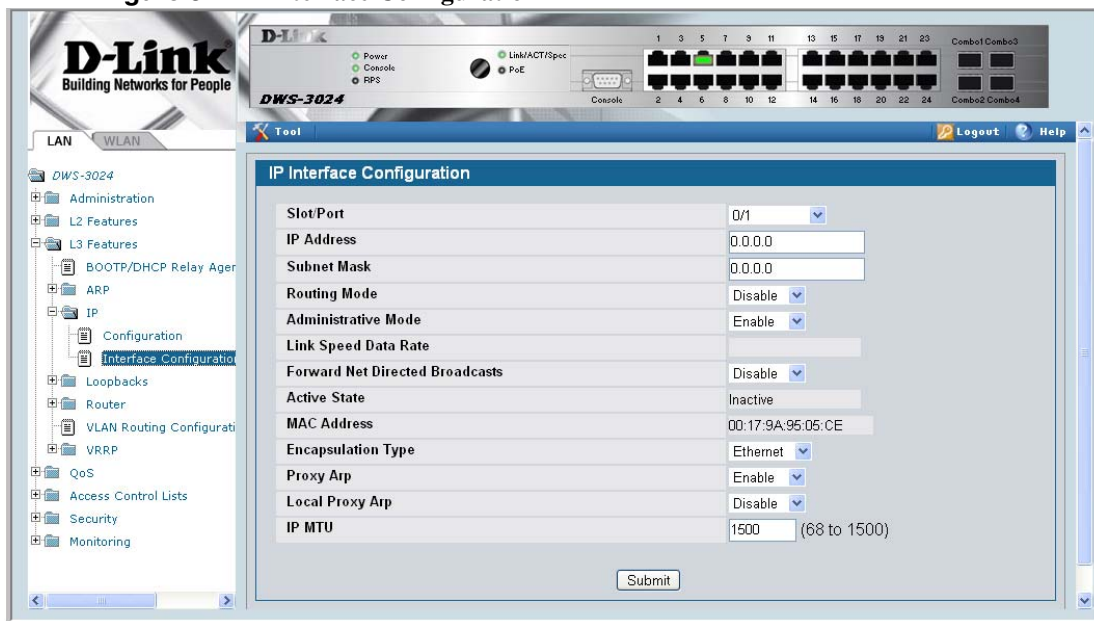 D-Link
Building Networks for People
D-Link
Power
Console
RPS
Link/ACT/Spee
PoE
DWS-3024
Console
1 3 5 7 9 11 13 15 17 19 21 23
2 4 6 8 10 12 14 16 18 20 22 24
Combo1 Combo3
Combo2 Combo4
LAN
WLAN
Tool
Logout
Help
DWS-3024
Administration
L2 Features
L3 Features
BOOTP/DHCP Relay Ager
ARP
IP
Configuration
Interface Configuratio
Loopbacks
Router
VLAN Routing Configurati
VRRP
QoS
Access Control Lists
Security
Monitoring
IP Interface Configuration
Slot/Port 0/1
IP Address 0.0.0.0
Subnet Mask 0.0.0.0
Routing Mode Disable
Administrative Mode Enable
Link Speed Data Rate
Forward Net Directed Broadcasts Disable
Active State Inactive
MAC Address 00:17:9A:95:05:CE
Encapsulation Type Ethernet
Proxy Arp Enable
Local Proxy Arp Disable
IP MTU 1500 (68 to 1500)
Submit